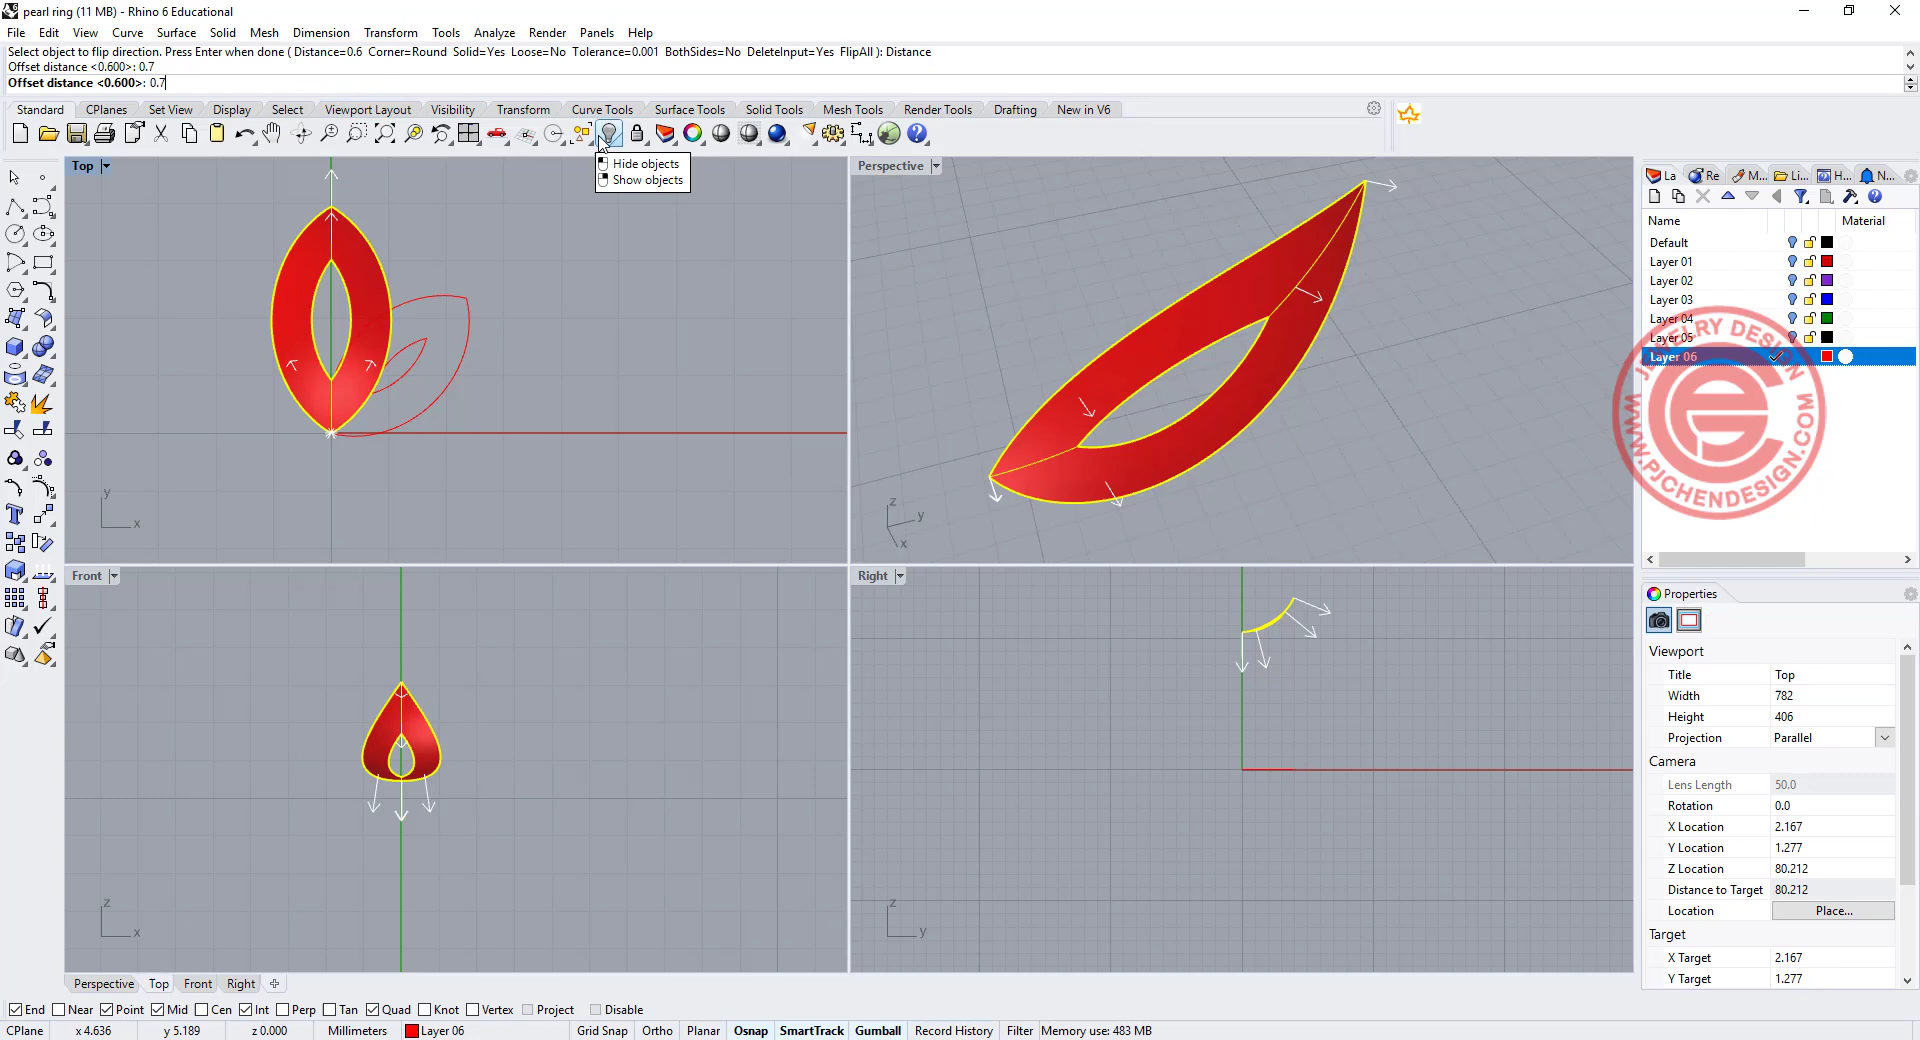 pearl ring (11 MB) - Rhino 6 Educational
File Edit View Curve Surface Solid Mesh Dimension Transform Tools Analyze Render Panels Help
Select object to flip direction. Press Enter when done ( Distance=0.6 Corner=Round Solid=Yes Loose=No Tolerance=0.001 BothSides=No DeleteInput=Yes FlipAll ): Distance
Offset distance <0.600>: 0.7
Offset distance <0.600>: 0.7
Standard CPlanes Set View Display Select Viewport Layout Visibility Transform Curve Tools Surface Tools Solid Tools Mesh Tools Render Tools Drafting New in V6
Hide objects
Show objects
Top
Perspective
La Re M... Li... H... N...
Name Material
Default
Layer 01
Layer 02
Layer 03
Layer 04
Layer 05
Layer 06
JEWELRY DESIGN
WWW.PJCHENDESIGN.COM
y
x
z
y
x
Front
Right
Properties
Viewport
Title Top
Width 782
Height 406
Projection Parallel
Camera
Lens Length 50.0
Rotation 0.0
X Location 2.167
Y Location 1.277
Z Location 80.212
Distance to Target 80.212
Location Place...
Target
X Target 2.167
Y Target 1.277
z
x
z
y
Perspective Top Front Right
End Near Point Mid Cen Int Perp Tan Quad Knot Vertex Project Disable
CPlane x 4.636 y 5.189 z 0.000 Millimeters Layer 06 Grid Snap Ortho Planar Osnap SmartTrack Gumball Record History Filter Memory use: 483 MB